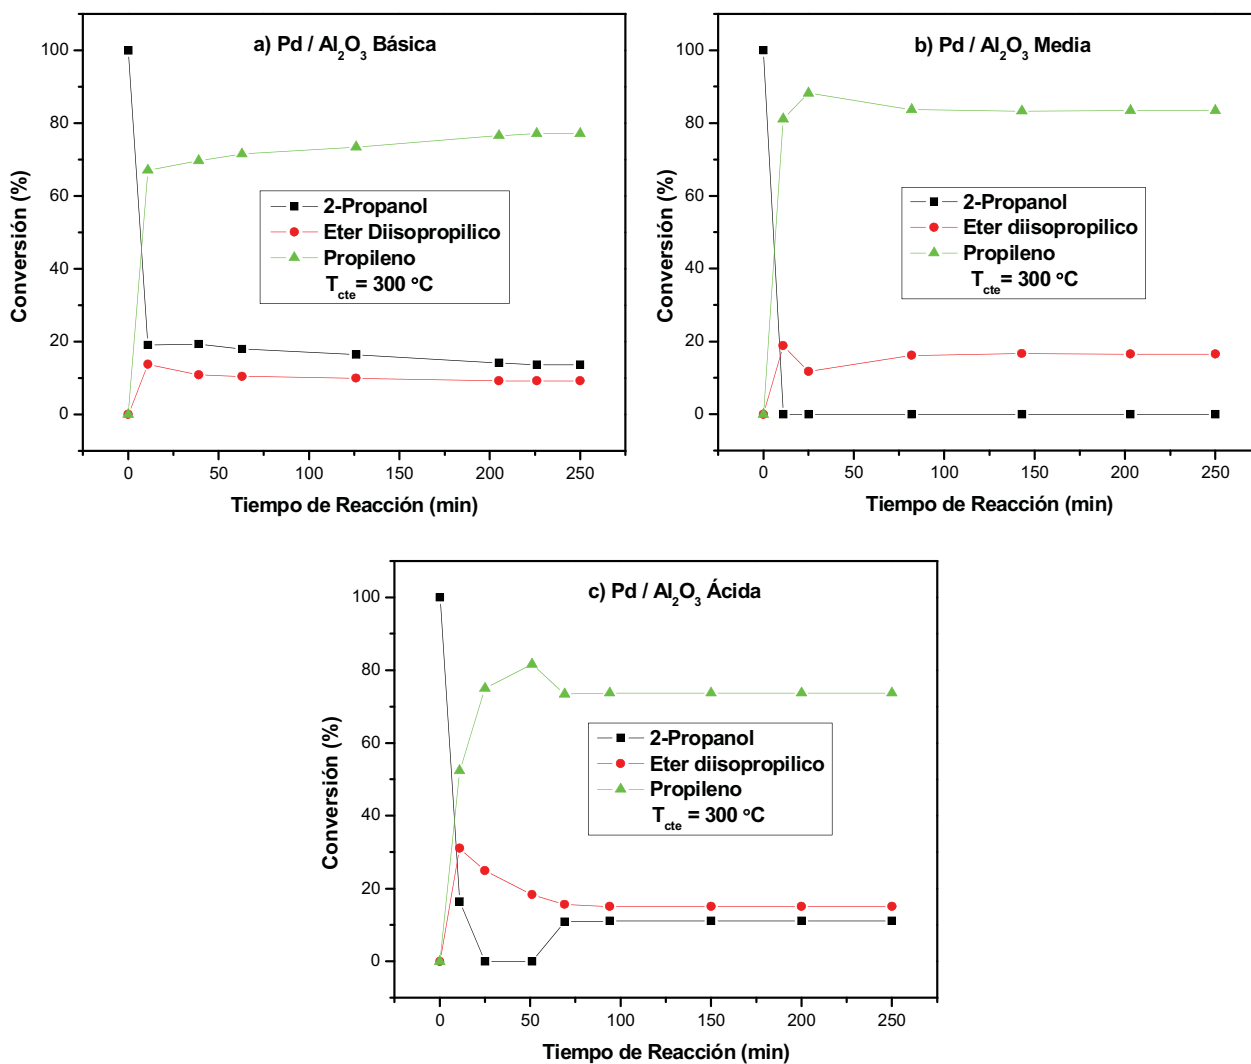 a) Pd / Al₂O₃ Básica
100
80
60
40
20
0
Conversión (%)
2-Propanol
Eter Diisopropilico
Propileno
T_cte = 300 °C
0 50 100 150 200 250
Tiempo de Reacción (min)
b) Pd / Al₂O₃ Media
100
80
60
40
20
0
Conversión (%)
2-Propanol
Eter diisopropilico
Propileno
T_cte = 300 °C
0 50 100 150 200 250
Tiempo de Reacción (min)
c) Pd / Al₂O₃ Ácida
100
80
60
40
20
0
Conversión (%)
2-Propanol
Eter diisopropilico
Propileno
T_cte = 300 °C
0 50 100 150 200 250
Tiempo de Reacción (min)